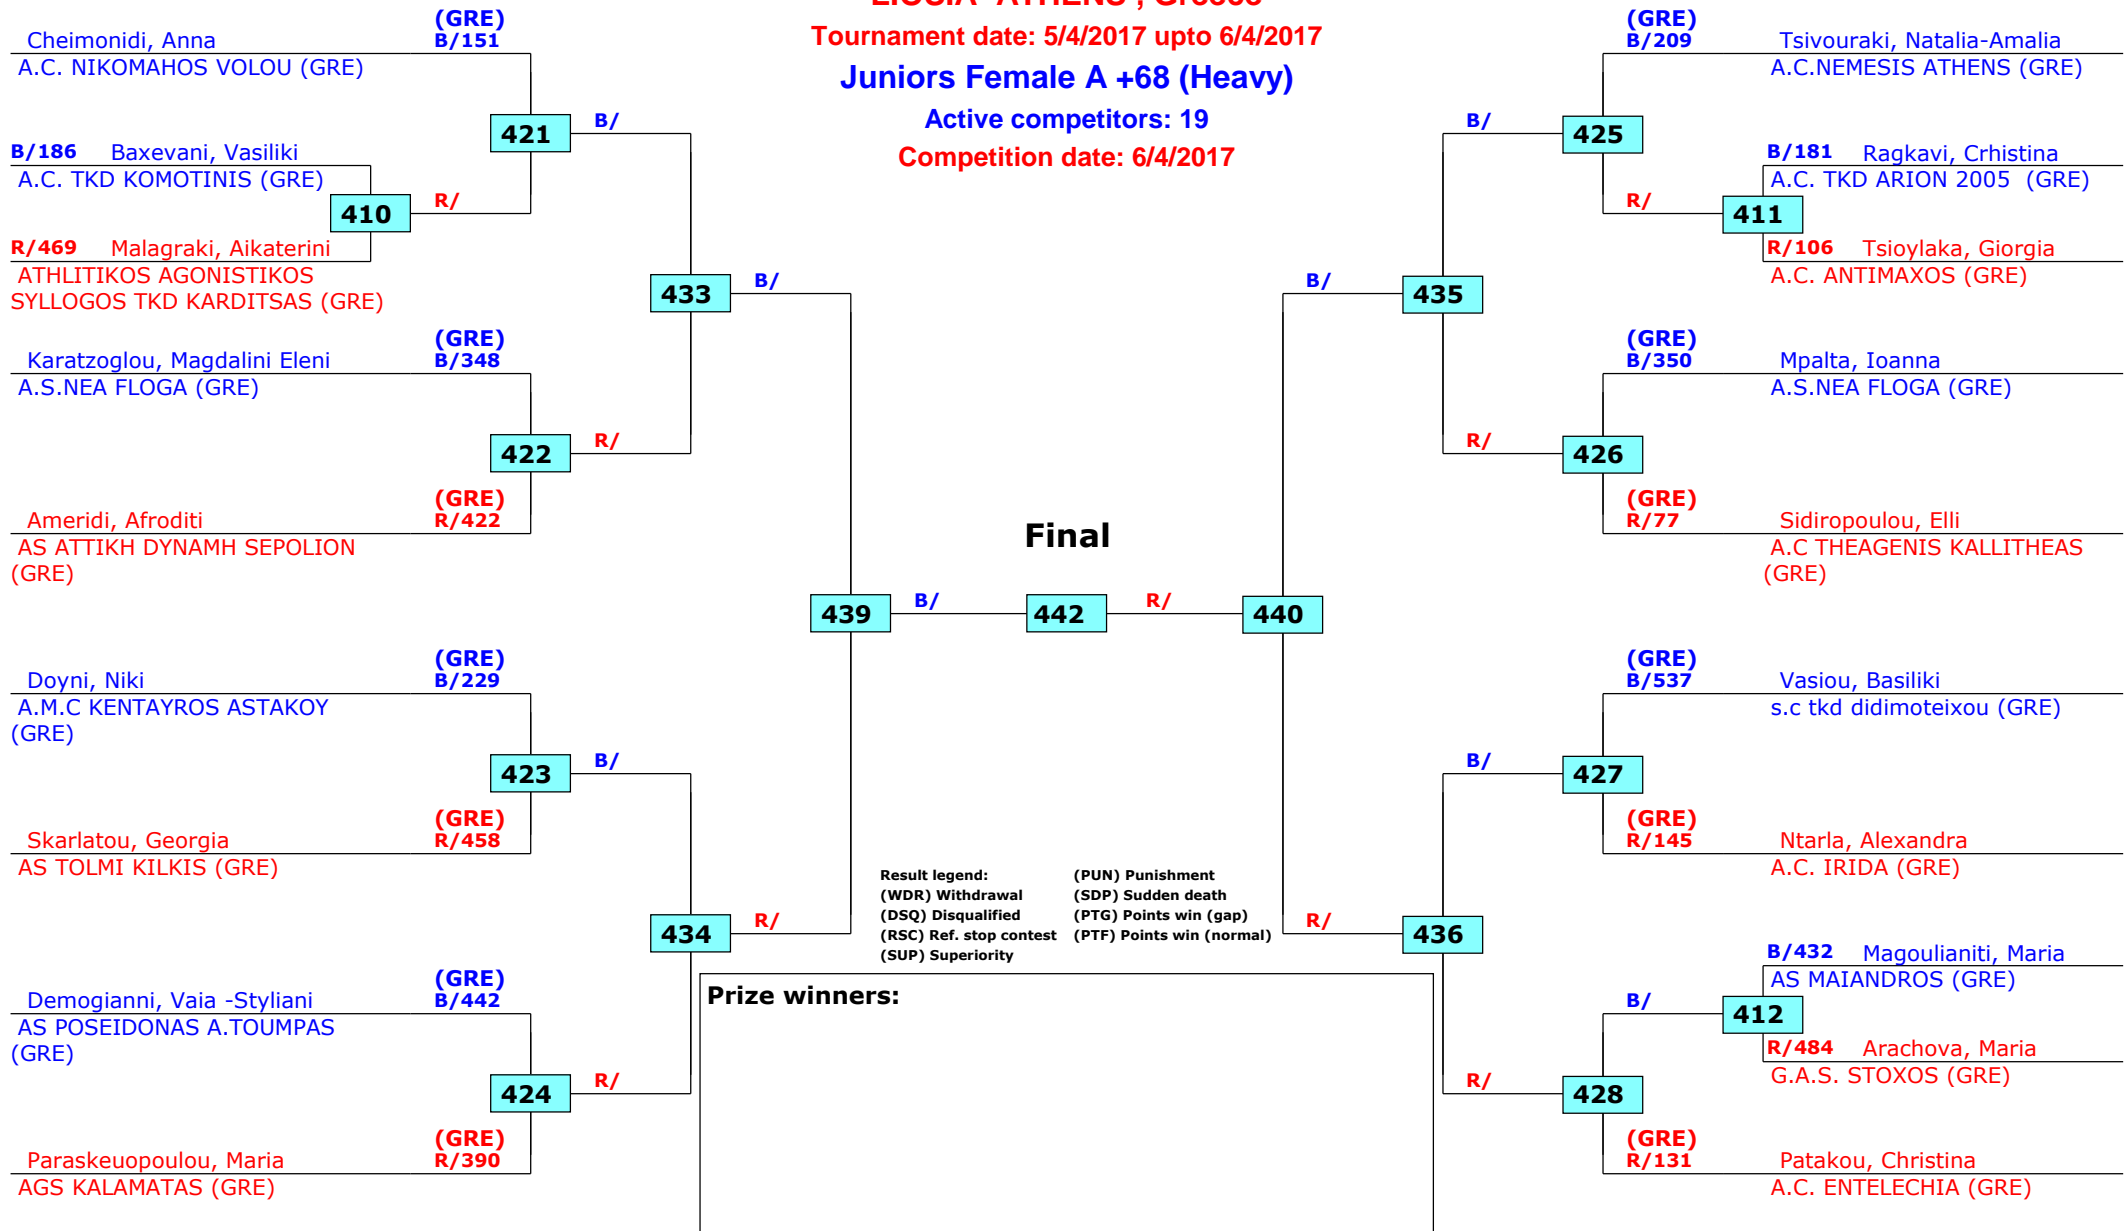 Tournament date: 5/4/2017 upto 6/4/2017
Juniors Female A +68 (Heavy)
Active competitors: 19
Competition date: 6/4/2017
(GRE)
Cheimonidi, Anna B/151
A.C. NIKOMAHOS VOLOU (GRE)
421
B/
B/186 Baxevani, Vasiliki
A.C. TKD KOMOTINIS (GRE)
410
R/
R/469 Malagraki, Aikaterini
ATHLITIKOS AGONISTIKOS
SYLLOGOS TKD KARDITSAS (GRE)
433
B/
(GRE)
Karatzoglou, Magdalini Eleni B/348
A.S.NEA FLOGA (GRE)
422
R/
(GRE)
Ameridi, Afroditi R/422
AS ATTIKH DYNAMH SEPOLION
(GRE)
439
B/
(GRE)
Doyni, Niki B/229
A.M.C KENTAYROS ASTAKOY
(GRE)
423
B/
(GRE)
Skarlatou, Georgia R/458
AS TOLMI KILKIS (GRE)
434
R/
(GRE)
Demogianni, Vaia -Styliani B/442
AS POSEIDONAS A.TOUMPAS
(GRE)
424
R/
(GRE)
Paraskeuopoulou, Maria R/390
AGS KALAMATAS (GRE)
Final
442
R/
440
(GRE)
B/209 Tsivouraki, Natalia-Amalia
A.C.NEMESIS ATHENS (GRE)
B/
425
B/181 Ragkavi, Crhistina
A.C. TKD ARION 2005 (GRE)
R/
411
R/106 Tsioylaka, Giorgia
A.C. ANTIMAXOS (GRE)
B/
435
(GRE)
B/350 Mpalta, Ioanna
A.S.NEA FLOGA (GRE)
R/
426
(GRE)
R/77 Sidiropoulou, Elli
A.C THEAGENIS KALLITHEAS
(GRE)
(GRE)
B/537 Vasiou, Basiliki
s.c tkd didimoteixou (GRE)
B/
427
(GRE)
R/145 Ntarla, Alexandra
A.C. IRIDA (GRE)
R/
436
B/432 Magoulianiti, Maria
AS MAIANDROS (GRE)
B/
412
R/484 Arachova, Maria
G.A.S. STOXOS (GRE)
R/
428
(GRE)
R/131 Patakou, Christina
A.C. ENTELECHIA (GRE)
Result legend: (PUN) Punishment
(WDR) Withdrawal (SDP) Sudden death
(DSQ) Disqualified (PTG) Points win (gap)
(RSC) Ref. stop contest (PTF) Points win (normal)
(SUP) Superiority
Prize winners: